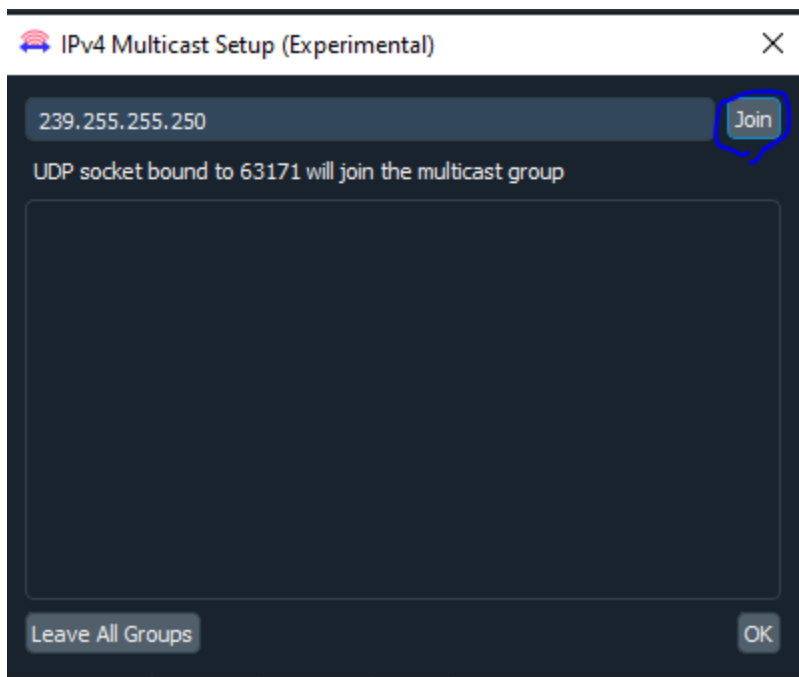 IPv4 Multicast Setup (Experimental)
239.255.255.250
Join
UDP socket bound to 63171 will join the multicast group
Leave All Groups
OK